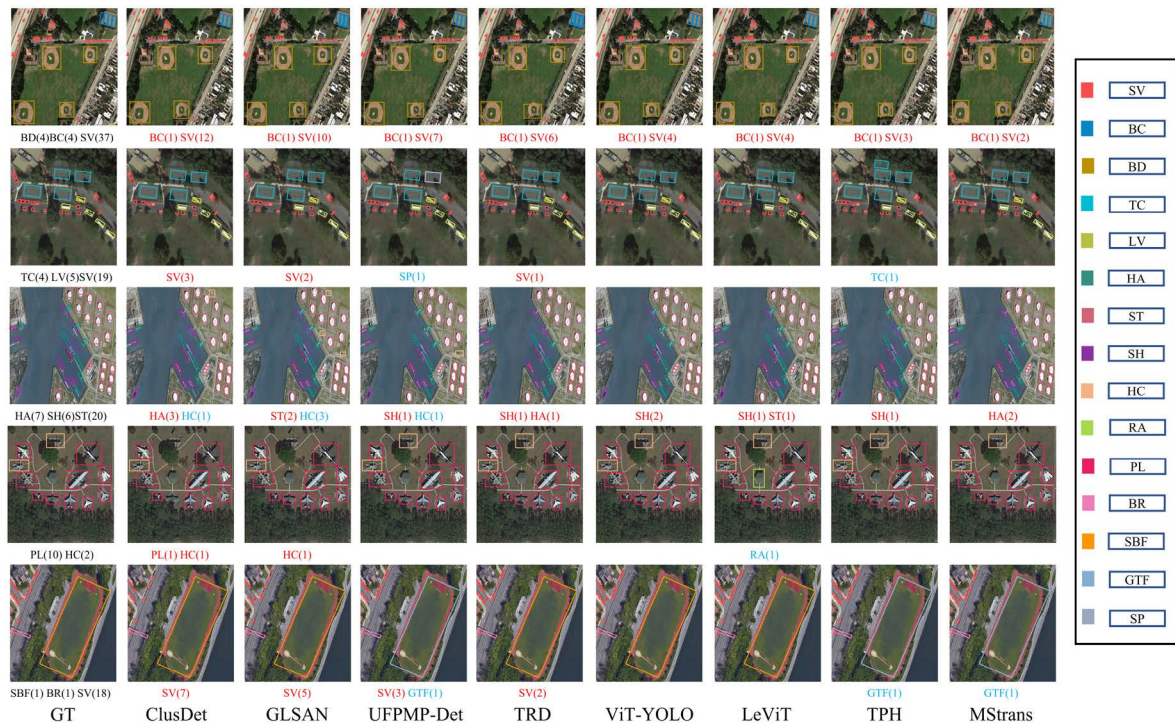 BD(4)BC(4) SV(37) BC(1) SV(12) BC(1) SV(10) BC(1) SV(7) BC(1) SV(6) BC(1) SV(4) BC(1) SV(4) BC(1) SV(3) BC(1) SV(2)
TC(4) LV(5)SV(19) SV(3) SV(2) SP(1) SV(1) TC(1)
HA(7) SH(6)ST(20) HA(3) HC(1) ST(2) HC(3) SH(1) HC(1) SH(1) HA(1) SH(2) SH(1) ST(1) SH(1) HA(2)
PL(10) HC(2) PL(1) HC(1) HC(1) RA(1)
SBF(1) BR(1) SV(18) SV(7) SV(5) SV(3) GTF(1) SV(2) GTF(1) GTF(1)
GT ClusDet GLSAN UFPMP-Det TRD ViT-YOLO LeViT TPH MStrans
SV
BC
BD
TC
LV
HA
ST
SH
HC
RA
PL
BR
SBF
GTF
SP